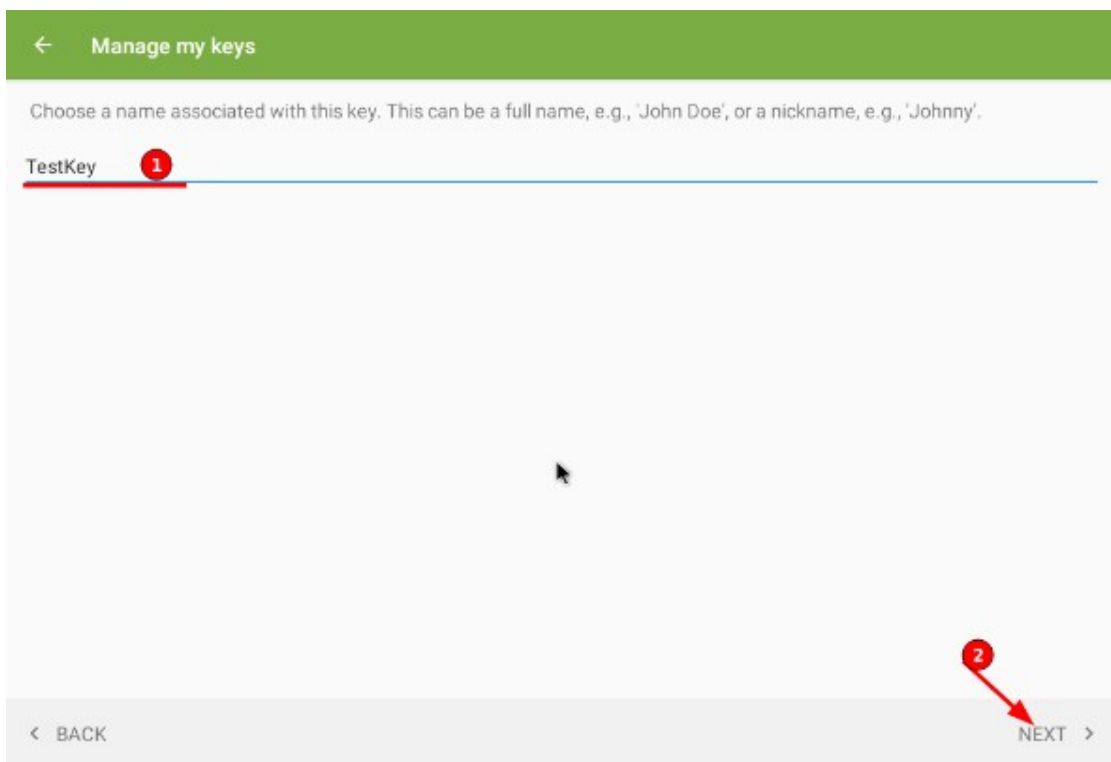 Manage my keys
Choose a name associated with this key. This can be a full name, e.g., 'John Doe', or a nickname, e.g., 'Johnny'.
TestKey 1
2
BACK NEXT